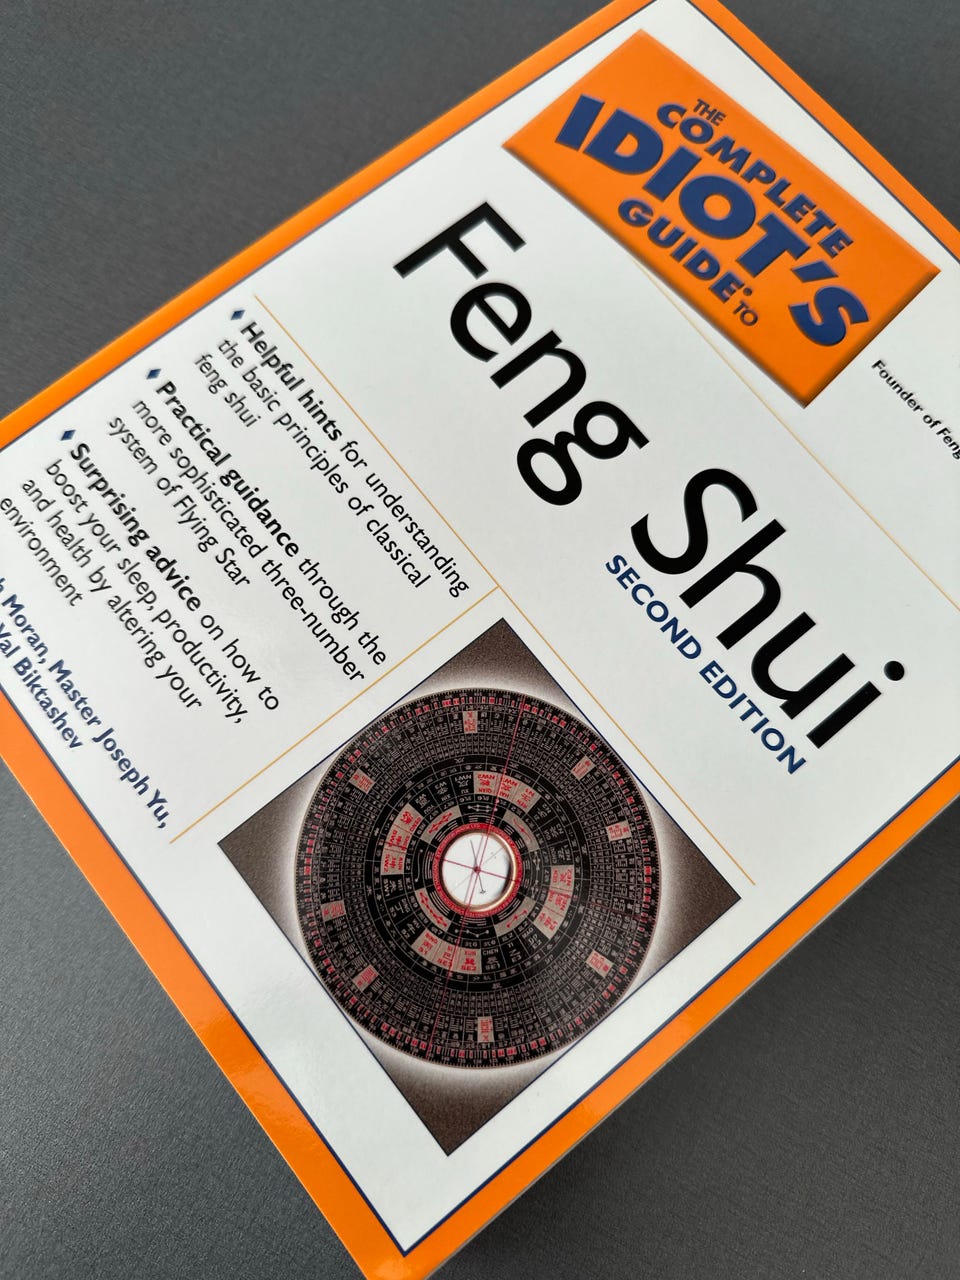 THE
COMPLETE
IDIOT'S
GUIDE® TO
Founder of Feng
Feng Shui
SECOND EDITION
♦ Helpful hints for understanding
the basic principles of classical
feng shui
♦ Practical guidance through the
more sophisticated three-number
system of Flying Star
♦ Surprising advice on how to
boost your sleep, productivity,
and health by altering your
environment
h Moran, Master Joseph Yu,
Val Biktashev